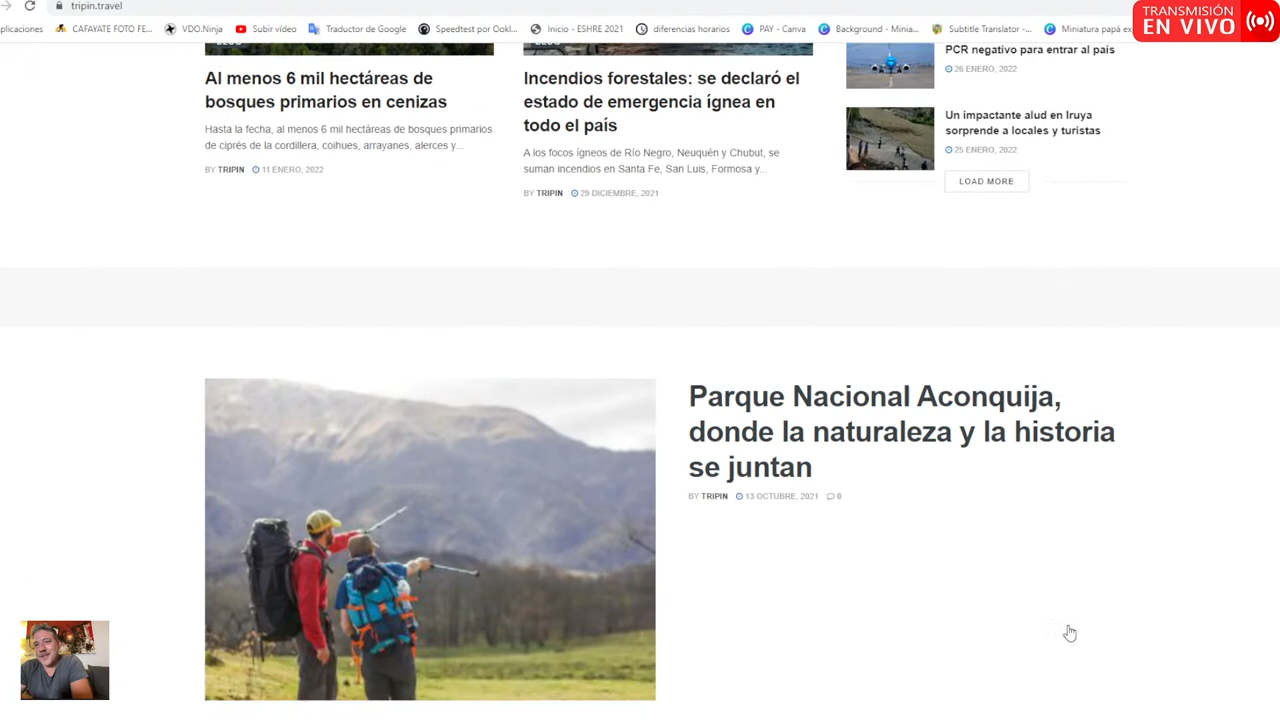 tripin.travel
TRANSMISIÓN
EN VIVO
plicaciones
CAFAYATE FOTO FE...
VDO.Ninja
Subir vídeo
Traductor de Google
Speedtest por Ookl...
Inicio - ESHRE 2021
diferencias horarios
PAY - Canva
Background - Minia...
Subtitle Translator -...
Miniatura papá ex
Al menos 6 mil hectáreas de
bosques primarios en cenizas
Hasta la fecha, al menos 6 mil hectáreas de bosques primarios
de ciprés de la cordillera, coihues, arrayanes, alerces y...
BY TRIPIN 11 ENERO, 2022
Incendios forestales: se declaró el
estado de emergencia ígnea en
todo el país
A los focos ígneos de Río Negro, Neuquén y Chubut, se
suman incendios en Santa Fe, San Luis, Formosa y...
BY TRIPIN 29 DICIEMBRE, 2021
PCR negativo para entrar al país
26 ENERO, 2022
Un impactante alud en Iruya
sorprende a locales y turistas
25 ENERO, 2022
LOAD MORE
Parque Nacional Aconquija,
donde la naturaleza y la historia
se juntan
BY TRIPIN 13 OCTUBRE, 2021 0